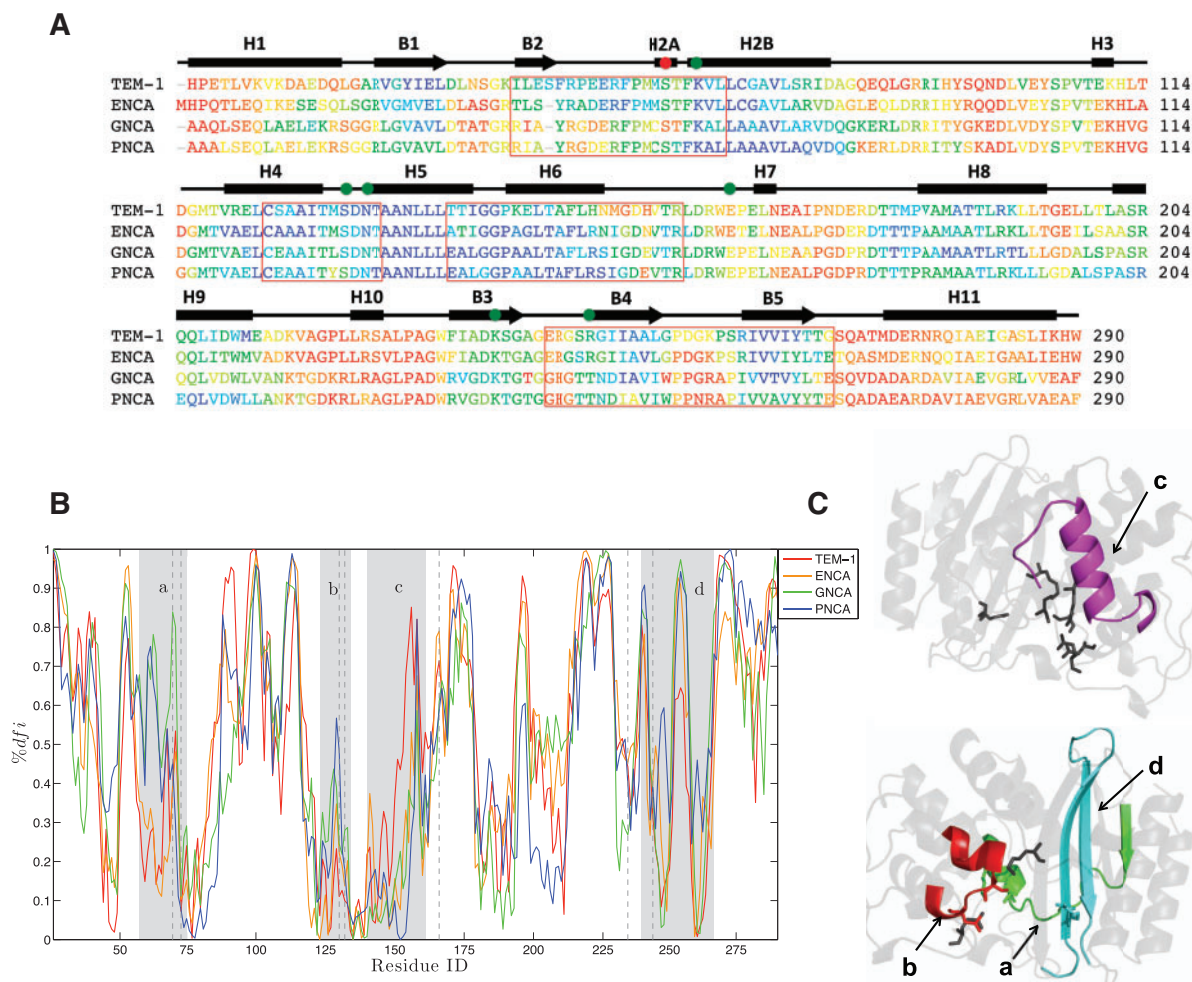 A
H1 B1 B2 H2A H2B H3
TEM-1 -HPETLVKVKDAEDQLGARVGYIELDLNSGKILESFRPEERFPMMSTFKVLLCGAVLSRIDAGQEQLGRRIHYSQNDLVEYSPVTEKHLT 114
ENCA MHPQTLEQIKESESQLSGRVGMVELDLASGRTLS-YRADERFPMMSTFKVLLCGAVLARVDAGLEQLDRRIHYRQQDLVEYSPVTEKHLA 114
GNCA -AAQLSEQLAELEKRSGGRLGVAVLDTATGRRIA-YRGDERFPMCSTFKALLAAAVLARVDQGKERLDRRITYGKEDLVDYSPVTEKHVG 114
PNCA -AAALSEQLAELEKRSGGRLGVAVLDTATGRRIA-YRGDERFPMCSTFKALLAAAVLAQVDQGKERLDRRITYSKADLVDYSPVTEKHVG 114
H4 H5 H6 H7 H8
TEM-1 DGMTVRELCSAAITMSDNTAANLLLTTIGGPKELTAFLHNMGDHVTRLDRWEPELNEAIPNDERDTTMPVAMATTLRKLLTGELLTLASR 204
ENCA DGMTVAELCAAAITMSDNTAANLLLATIGGPAGLTAFLRNIGDNVTRLDRWETELNEALPGDERDTTTPAAMATTLRKLLTGELLSAASR 204
GNCA DGMTVAELCEAAITLSDNTAANLLLEALGGPAALTAFLRSIGDNVTRLDRWEPELNEALPGDERDTTTPAAMATTLRTLLLGDALSPASR 204
PNCA GGMTVAELCEAAITYSDNTAANLLLEALGGPAALTAFLRSIGDEVTRLDRWEPELNEALPGDPRDTTTPRAMAATLRKLLLGDALSPASR 204
H9 H10 B3 B4 B5 H11
TEM-1 QQLIDWMEADKVAGPLLRSALPAGWFIADKSGAGERGSRGIIAALGPDGKPSRIVVIYTTGSQATMDERNRQIAEIGASLIKHW 290
ENCA QQLITWMVADKVAGPLLRSVLPAGWFIADKTGAGERGSRGIIAVLGPDGKPSRIVVIYLTETQASMDERNQQIAEIGAALIEHW 290
GNCA QQLVDWLVANKTGDKRLRAGLPADWRVGDKTGTGGHGTTNDIAVIWPPGRAPIVVTVYLTESQVDADARDAVIAEVGRLVVEAF 290
PNCA EQLVDWLLANKTGDKRLRAGLPADWRVGDKTGTGGHGTTNDIAVIWPPNRAPIVVAVYYTESQADAEARDAVIAEVGRLVAEAF 290
B
%dfi
1
0.9
0.8
0.7
0.6
0.5
0.4
0.3
0.2
0.1
0
50 75 100 125 150 175 200 225 250 275
Residue ID
a b c d
TEM-1
ENCA
GNCA
PNCA
C
c
d
b
a